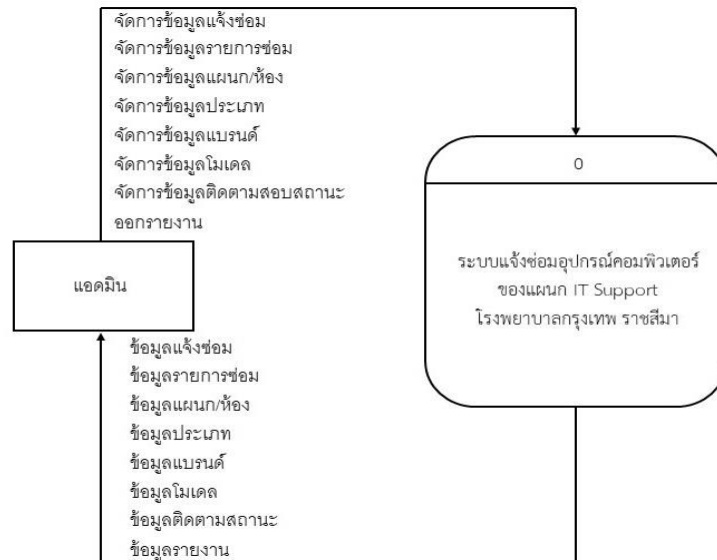 จัดการข้อมูลแจ้งซ่อม
จัดการข้อมูลรายการซ่อม
จัดการข้อมูลแผนก/ห้อง
จัดการข้อมูลประเภท
จัดการข้อมูลแบรนด์
จัดการข้อมูลโมเดล
จัดการข้อมูลติดตามสอบสถานะ
ออกรายงาน
แอดมิน
0
ระบบแจ้งซ่อมอุปกรณ์คอมพิวเตอร์
ของแผนก IT Support
โรงพยาบาลกรุงเทพ ราชสีมา
ข้อมูลแจ้งซ่อม
ข้อมูลรายการซ่อม
ข้อมูลแผนก/ห้อง
ข้อมูลประเภท
ข้อมูลแบรนด์
ข้อมูลโมเดล
ข้อมูลติดตามสถานะ
ข้อมูลรายงาน